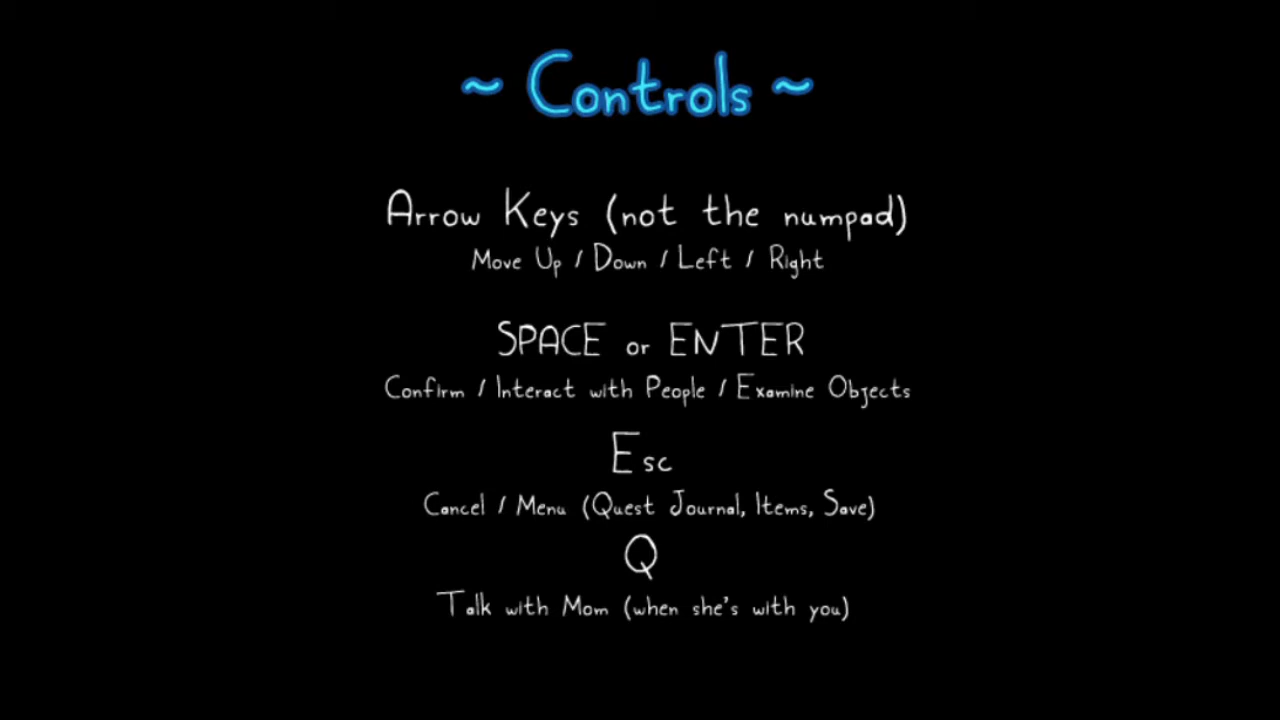 ~ Controls ~
Arrow Keys (not the numpad)
Move Up / Down / Left / Right
SPACE or ENTER
Confirm / Interact with People / Examine Objects
Esc
Cancel / Menu (Quest Journal, Items, Save)
Q
Talk with Mom (when she's with you)